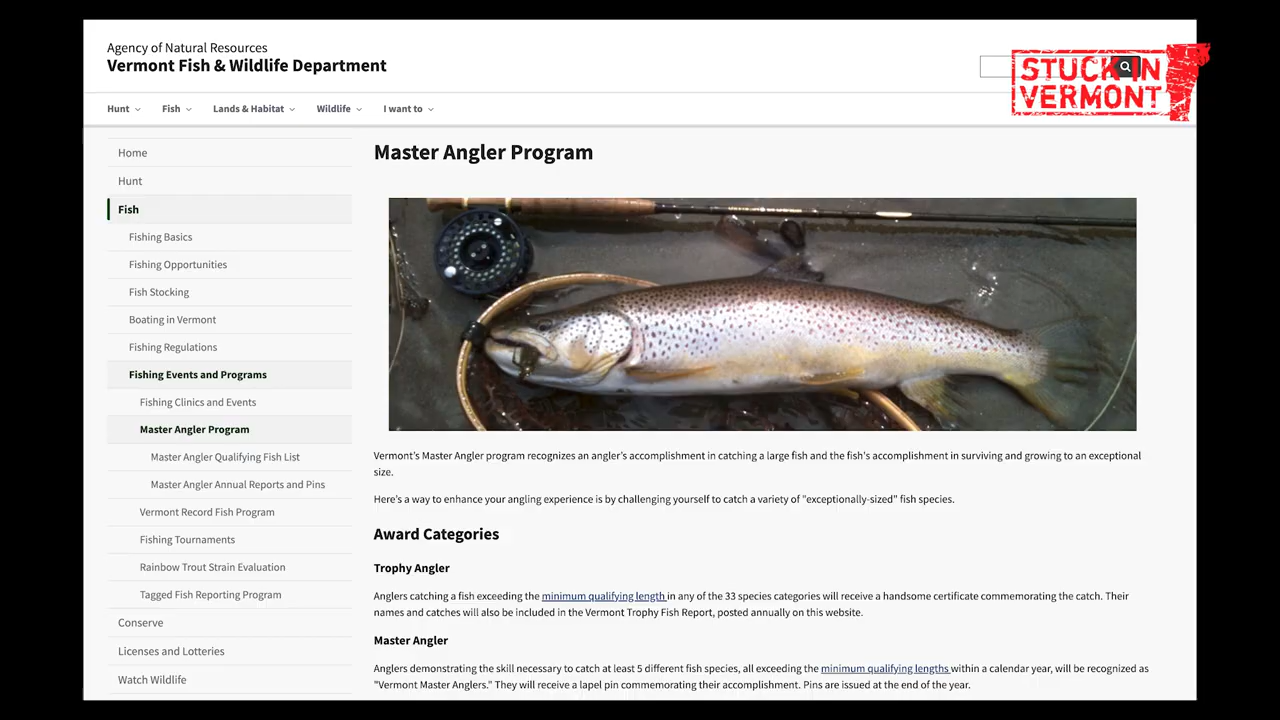 Agency of Natural Resources
Vermont Fish & Wildlife Department
STUCK IN
VERMONT
Hunt
Fish
Lands & Habitat
Wildlife
I want to
Home
Hunt
Fish
Fishing Basics
Fishing Opportunities
Fish Stocking
Boating in Vermont
Fishing Regulations
Fishing Events and Programs
Fishing Clinics and Events
Master Angler Program
Master Angler Qualifying Fish List
Master Angler Annual Reports and Pins
Vermont Record Fish Program
Fishing Tournaments
Rainbow Trout Strain Evaluation
Tagged Fish Reporting Program
Conserve
Licenses and Lotteries
Watch Wildlife
Master Angler Program
Vermont's Master Angler program recognizes an angler's accomplishment in catching a large fish and the fish's accomplishment in surviving and growing to an exceptional
size.
Here's a way to enhance your angling experience is by challenging yourself to catch a variety of "exceptionally-sized" fish species.
Award Categories
Trophy Angler
Anglers catching a fish exceeding the minimum qualifying length in any of the 33 species categories will receive a handsome certificate commemorating the catch. Their
names and catches will also be included in the Vermont Trophy Fish Report, posted annually on this website.
Master Angler
Anglers demonstrating the skill necessary to catch at least 5 different fish species, all exceeding the minimum qualifying lengths within a calendar year, will be recognized as
"Vermont Master Anglers." They will receive a lapel pin commemorating their accomplishment. Pins are issued at the end of the year.